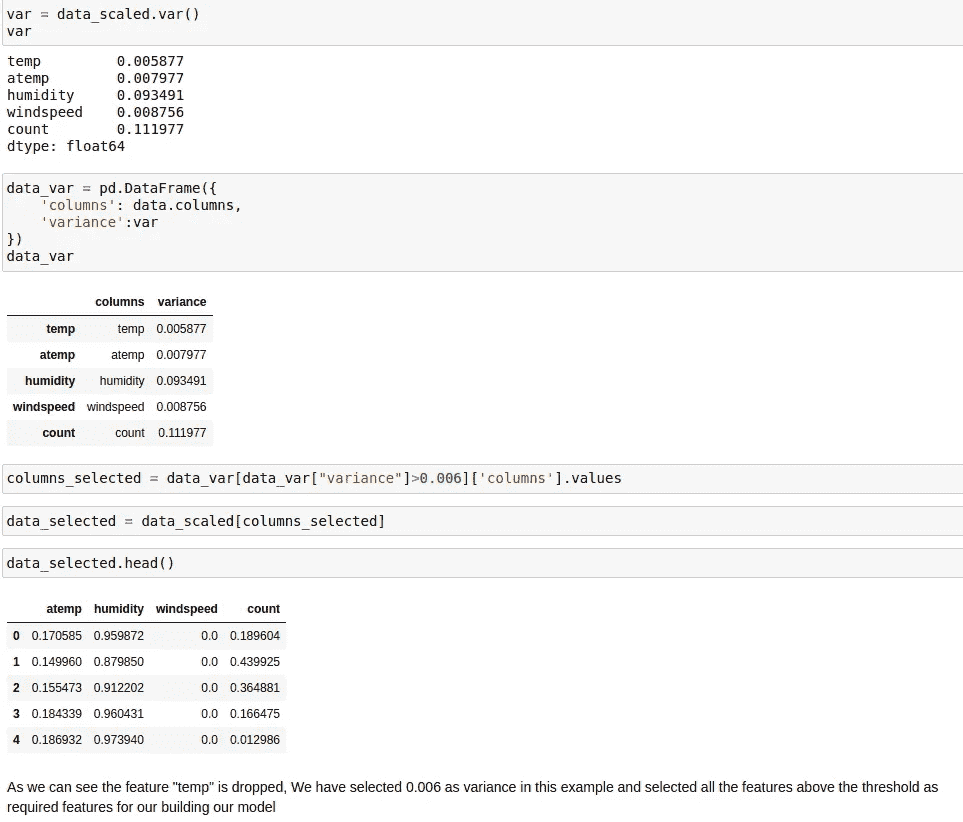 var = data_scaled.var()
var
temp 0.005877
atemp 0.007977
humidity 0.093491
windspeed 0.008756
count 0.111977
dtype: float64
data_var = pd.DataFrame({
'columns': data.columns,
'variance':var
})
data_var
columns variance
temp temp 0.005877
atemp atemp 0.007977
humidity humidity 0.093491
windspeed windspeed 0.008756
count count 0.111977
columns_selected = data_var[data_var["variance"]>0.006]['columns'].values
data_selected = data_scaled[columns_selected]
data_selected.head()
atemp humidity windspeed count
0 0.170585 0.959872 0.0 0.189604
1 0.149960 0.879850 0.0 0.439925
2 0.155473 0.912202 0.0 0.364881
3 0.184339 0.960431 0.0 0.166475
4 0.186932 0.973940 0.0 0.012986
As we can see the feature "temp" is dropped, We have selected 0.006 as variance in this example and selected all the features above the threshold as
required features for our building our model